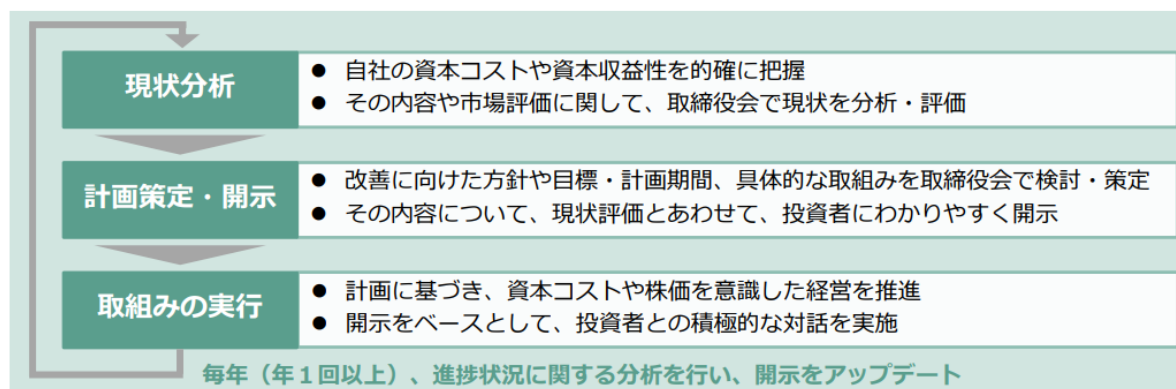 現状分析
● 自社の資本コストや資本収益性を的確に把握
● その内容や市場評価に関して、取締役会で現状を分析・評価
計画策定・開示
● 改善に向けた方針や目標・計画期間、具体的な取組みを取締役会で検討・策定
● その内容について、現状評価とあわせて、投資者にわかりやすく開示
取組みの実行
● 計画に基づき、資本コストや株価を意識した経営を推進
● 開示をベースとして、投資者との積極的な対話を実施
毎年（年１回以上）、進捗状況に関する分析を行い、開示をアップデート